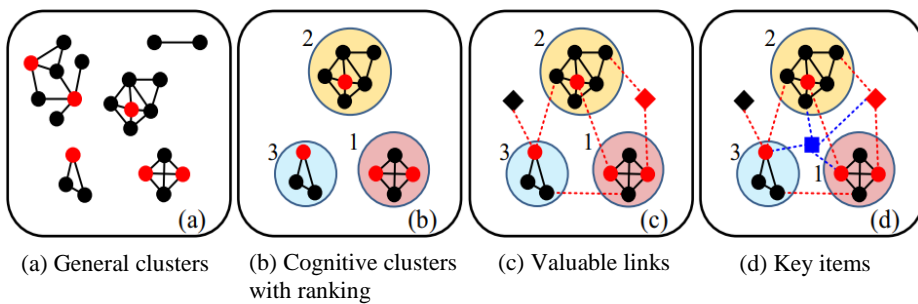 2
2
2
3
1
3
1
3
1
(a)
(b)
(c)
(d)
(a) General clusters
(b) Cognitive clusters
with ranking
(c) Valuable links
(d) Key items